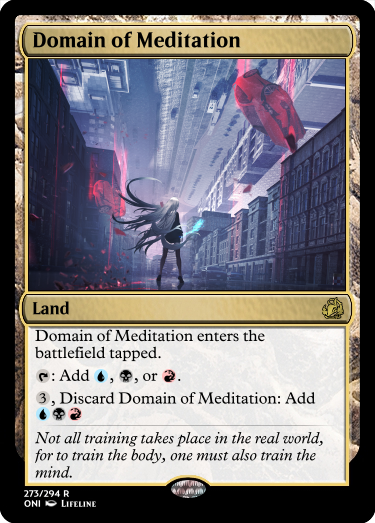 Domain of Meditation
Land
Domain of Meditation enters the
battlefield tapped.
: Add , , or .
3, Discard Domain of Meditation: Add
Not all training takes place in the real world,
for to train the body, one must also train the
mind.
273/294 R
ONI Lifeline